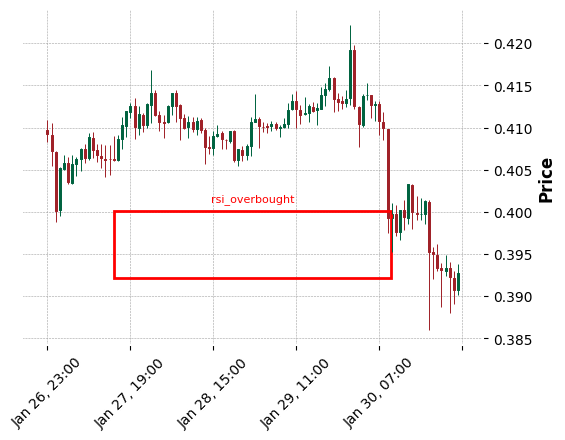 0.420
0.415
0.410
0.405
rsi_overbought
0.400
0.395
0.390
0.385
Price
Jan 26, 23:00
Jan 27, 19:00
Jan 28, 15:00
Jan 29, 11:00
Jan 30, 07:00